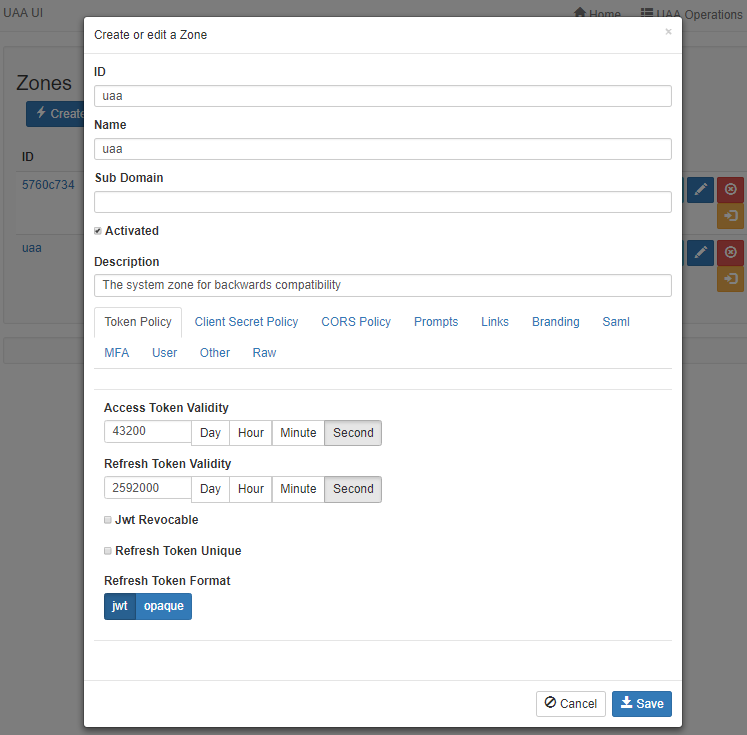 UAA UI
Home UAA Operations
Zones
Create
ID
5760c734
uaa
Create or edit a Zone
×
ID
uaa
Name
uaa
Sub Domain
Activated
Description
The system zone for backwards compatibility
Token Policy Client Secret Policy CORS Policy Prompts Links Branding Saml
MFA User Other Raw
Access Token Validity
43200 Day Hour Minute Second
Refresh Token Validity
2592000 Day Hour Minute Second
Jwt Revocable
Refresh Token Unique
Refresh Token Format
jwt opaque
Cancel Save